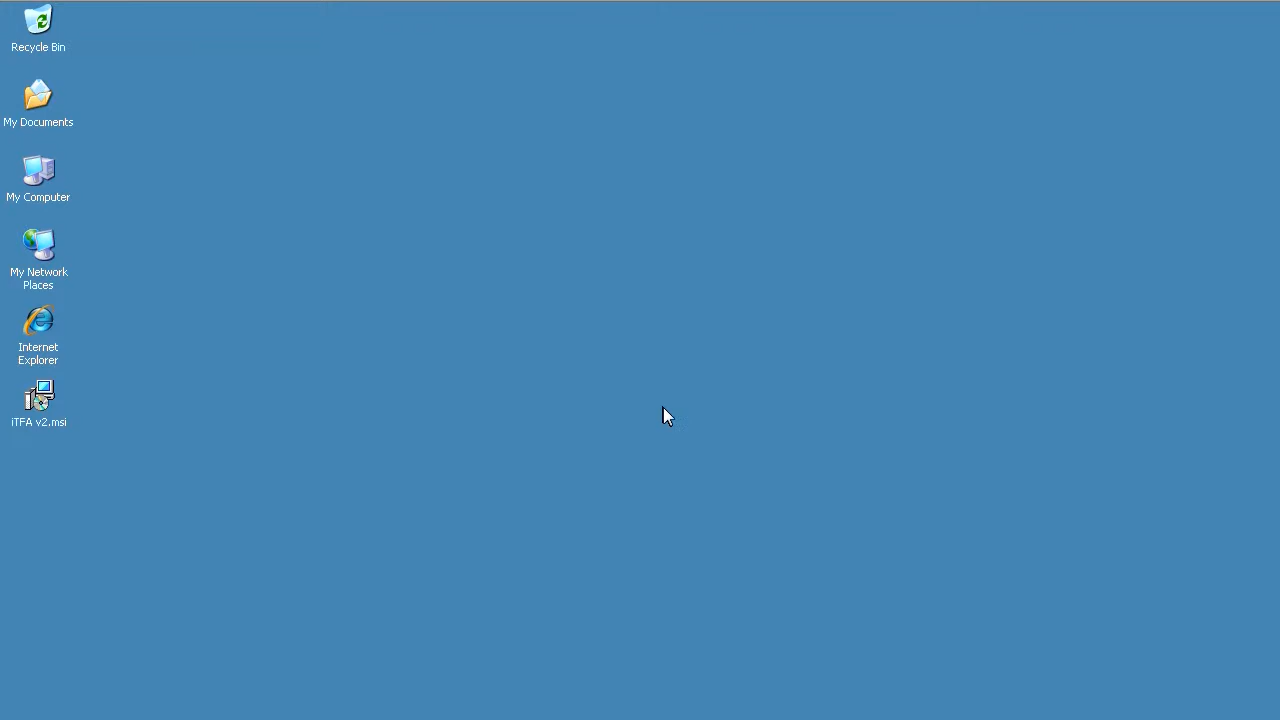 Recycle Bin
My Documents
My Computer
My Network
Places
Internet
Explorer
iTFA v2.msi